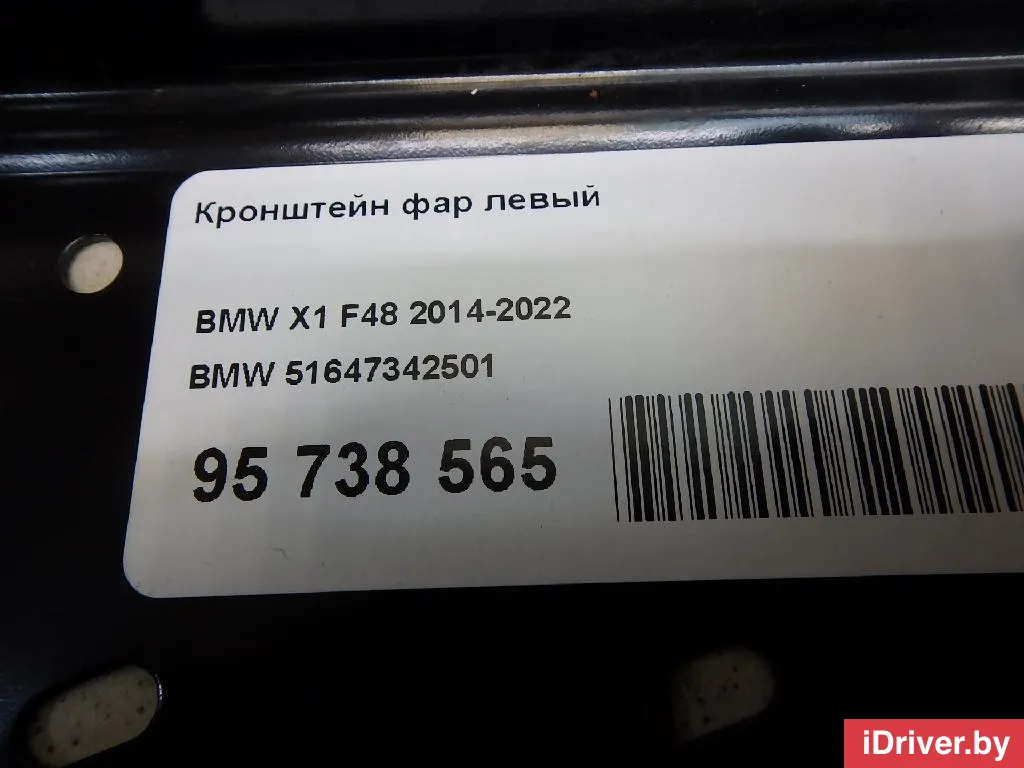 Кронштейн фар левый
BMW X1 F48 2014-2022
BMW 51647342501
95 738 565
iDriver.by